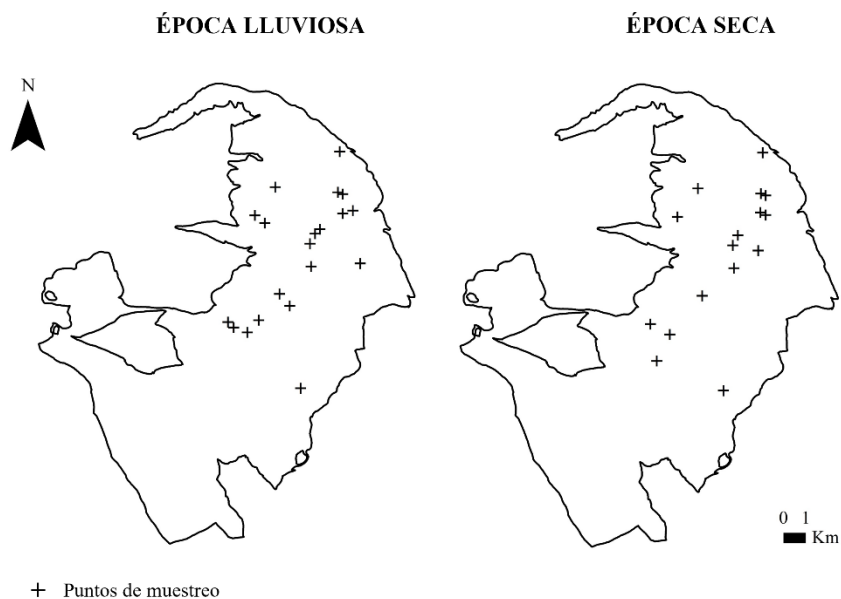 ÉPOCA LLUVIOSA
ÉPOCA SECA
N
0 1
Km
Puntos de muestreo